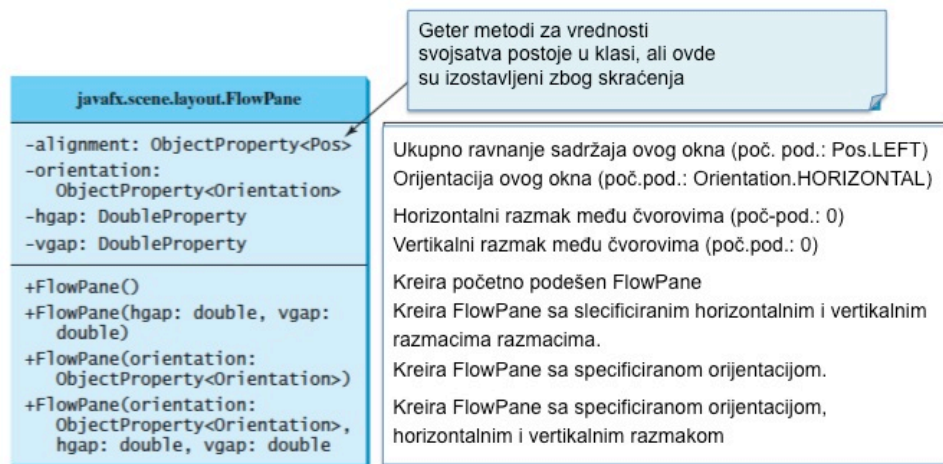 Geter metodi za vrednosti
svojsatva postoje u klasi, ali ovde
su izostavljeni zbog skraćenja
javafx.scene.layout.FlowPane
-alignment: ObjectProperty<Pos>
-orientation:
ObjectProperty<Orientation>
-hgap: DoubleProperty
-vgap: DoubleProperty
Ukupno ravnanje sadržaja ovog okna (poč. pod.: Pos.LEFT)
Orijentacija ovog okna (poč.pod.: Orientation.HORIZONTAL)
Horizontalni razmak među čvorovima (poč-pod.: 0)
Vertikalni razmak među čvorovima (poč.pod.: 0)
+FlowPane()
+FlowPane(hgap: double, vgap:
double)
+FlowPane(orientation:
ObjectProperty<Orientation>)
+FlowPane(orientation:
ObjectProperty<Orientation>,
hgap: double, vgap: double
Kreira početno podešen FlowPane
Kreira FlowPane sa slecificiranim horizontalnim i vertikalnim
razmacima razmacima.
Kreira FlowPane sa specificiranom orijentacijom.
Kreira FlowPane sa specificiranom orijentacijom,
horizontalnim i vertikalnim razmakom